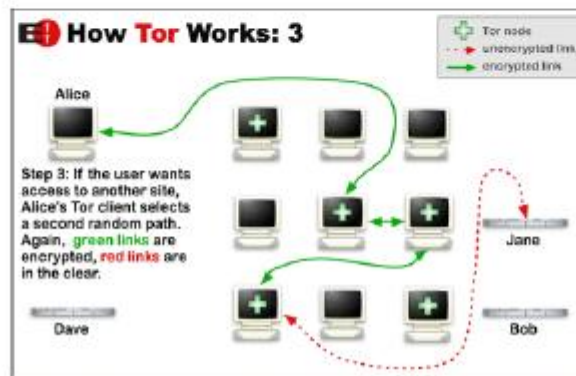 How Tor Works: 3
Tor node
unencrypted link
encrypted link
Alice
Step 3: If the user wants
access to another site,
Alice's Tor client selects
a second random path.
Again, green links are
encrypted, red links are
in the clear.
Jane
Dave
Bob